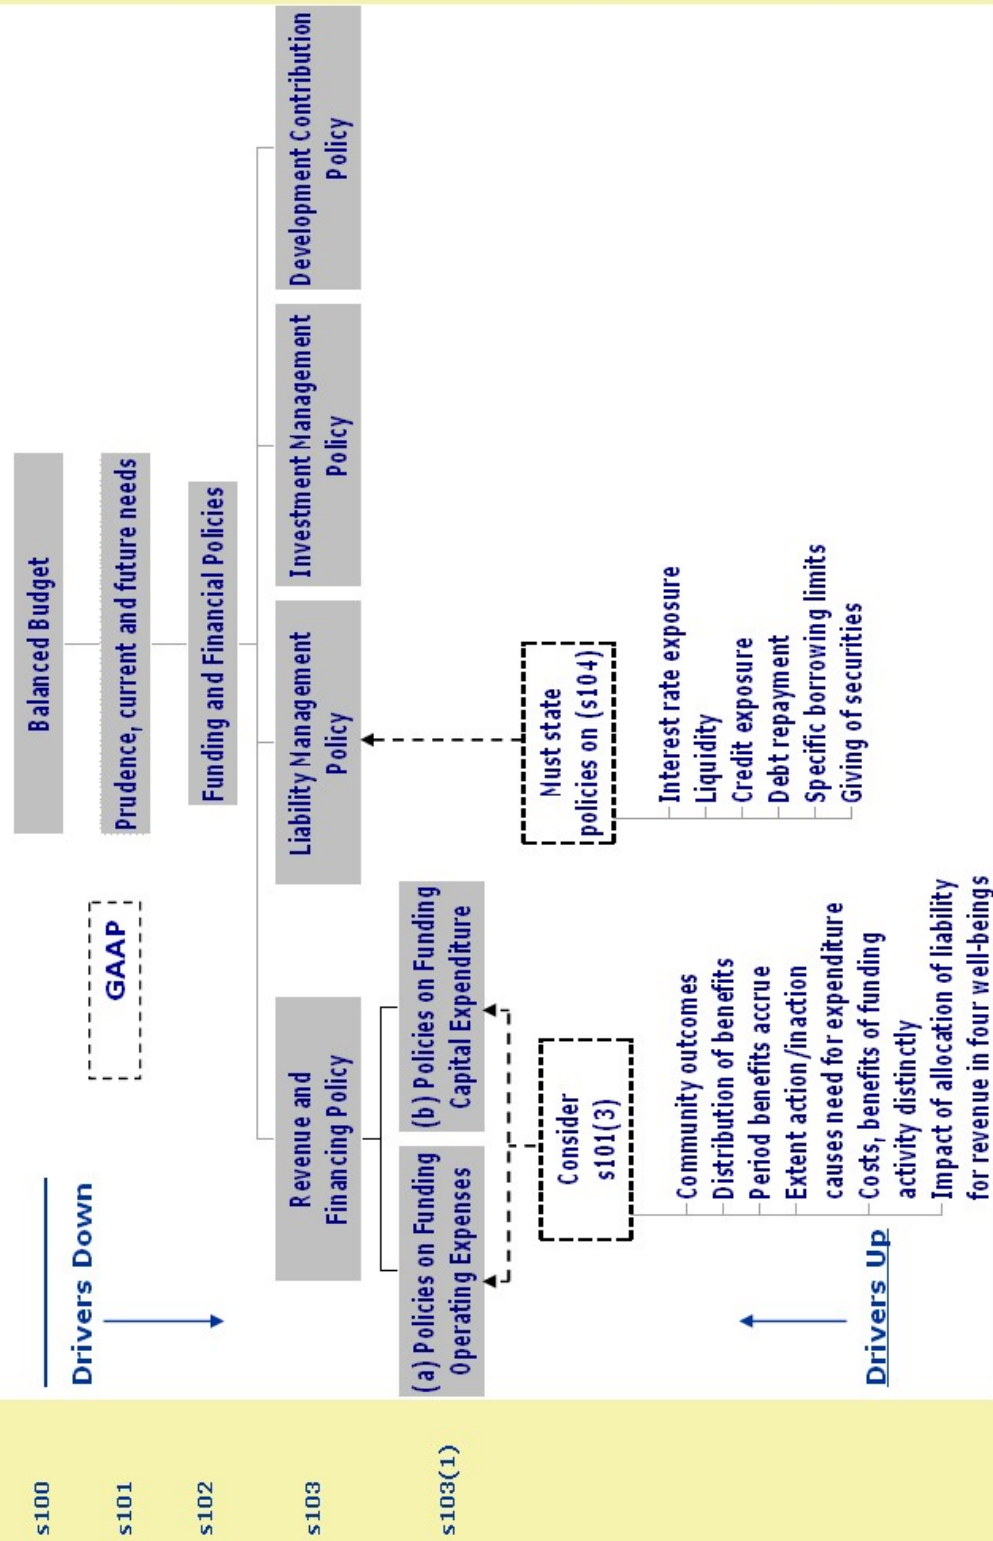 s100
Balanced Budget
Drivers Down
s101
GAAP
Prudence, current and future needs
s102
Funding and Financial Policies
s103
Revenue and
Financing Policy
Liability Management
Policy
Investment Management
Policy
Development Contribution
Policy
s103(1)
(a) Policies on Funding
Operating Expenses
(b) Policies on Funding
Capital Expenditure
Consider
s101(3)
Must state
policies on (s104)
Community outcomes
Distribution of benefits
Period benefits accrue
Extent action/inaction
causes need for expenditure
Costs, benefits of funding
activity distinctly
Impact of allocation of liability
for revenue in four well-beings
Interest rate exposure
Liquidity
Credit exposure
Debt repayment
Specific borrowing limits
Giving of securities
Drivers Up